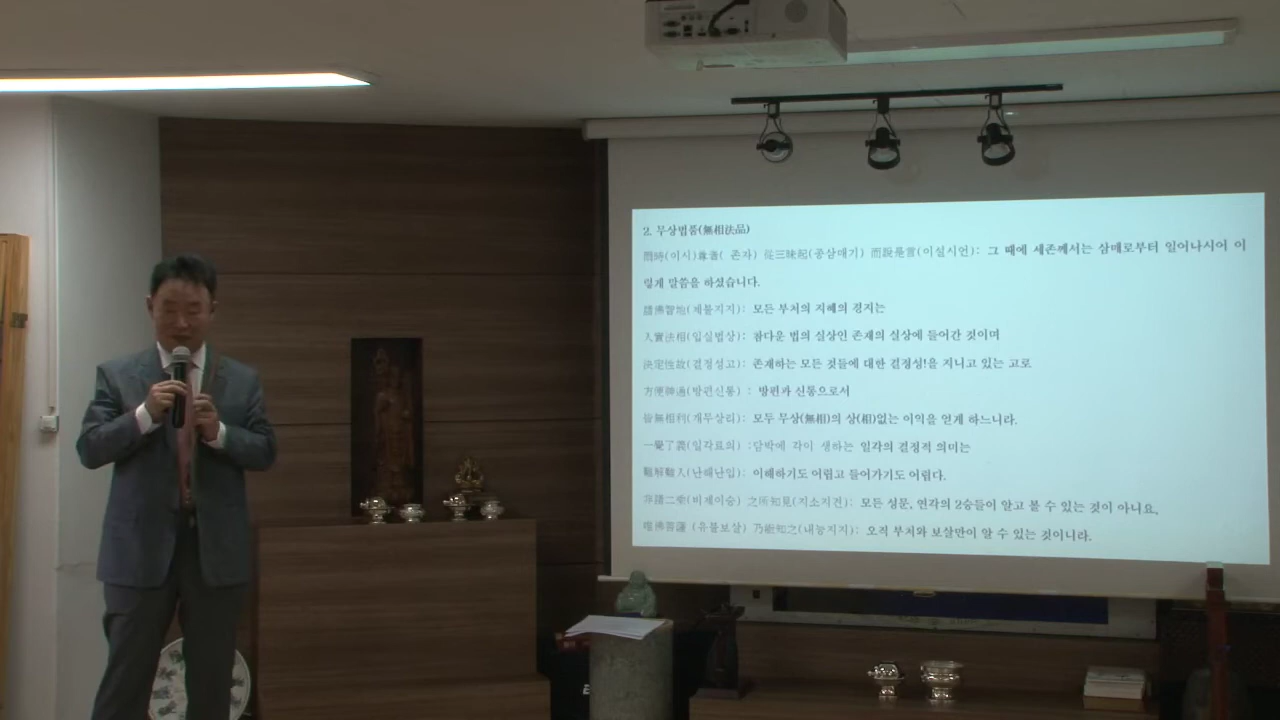 2. 무상법품(無相法品)
爾時(이시)尊者( 존자) 從三昧起(종삼매기) 而說是言(이설시언): 그 때에 세존께서는 삼매로부터 일어나시어 이
렇게 말씀을 하셨습니다.
諸佛智地(제불지지): 모든 부처의 지혜의 경지는
入實法相(입실법상): 참다운 법의 실상인 존재의 실상에 들어간 것이며
決定性故(결정성고): 존재하는 모든 것들에 대한 결정성!을 지니고 있는 고로
方便神通(방편신통) : 방편과 신통으로서
皆無相利(개무상리): 모두 무상(無相)의 상(相)없는 이익을 얻게 하느니라.
一覺了義(일각료의) :담박에 각이 생하는 일각의 결정적 의미는
難解難入(난해난입): 이해하기도 어렵고 들어가기도 어렵다.
非諸二乘(비제이승) 之所知見(지소지견): 모든 성문, 연각의 2승들이 알고 볼 수 있는 것이 아니요,
唯佛菩薩 (유불보살) 乃能知之(내능지지): 오직 부처와 보살만이 알 수 있는 것이니라.